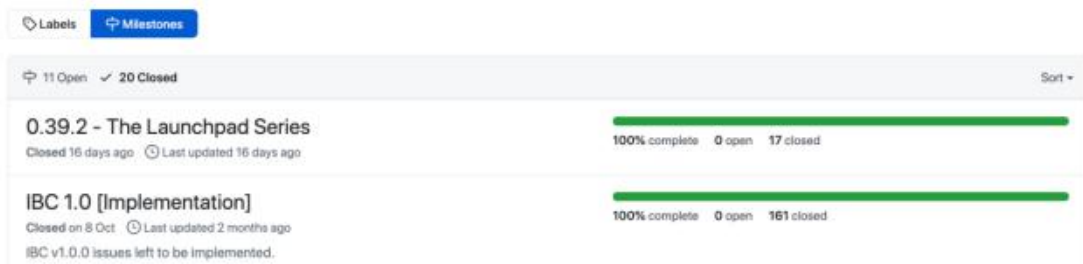 Labels Milestones
11 Open ✓ 20 Closed Sort
0.39.2 - The Launchpad Series
Closed 16 days ago Last updated 16 days ago
100% complete 0 open 17 closed
IBC 1.0 [Implementation]
Closed on 8 Oct Last updated 2 months ago
100% complete 0 open 161 closed
IBC v1.0.0 issues left to be implemented.